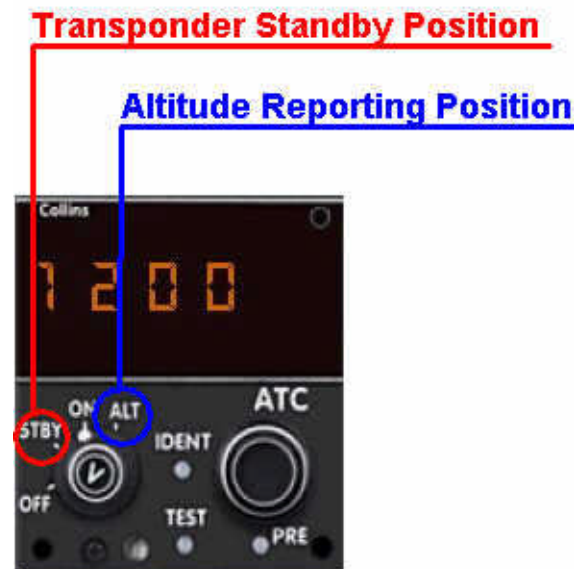 Transponder Standby Position
Altitude Reporting Position
Collins
1200
ATC
ON ALT
STBY
IDENT
OFF
TEST
PRE